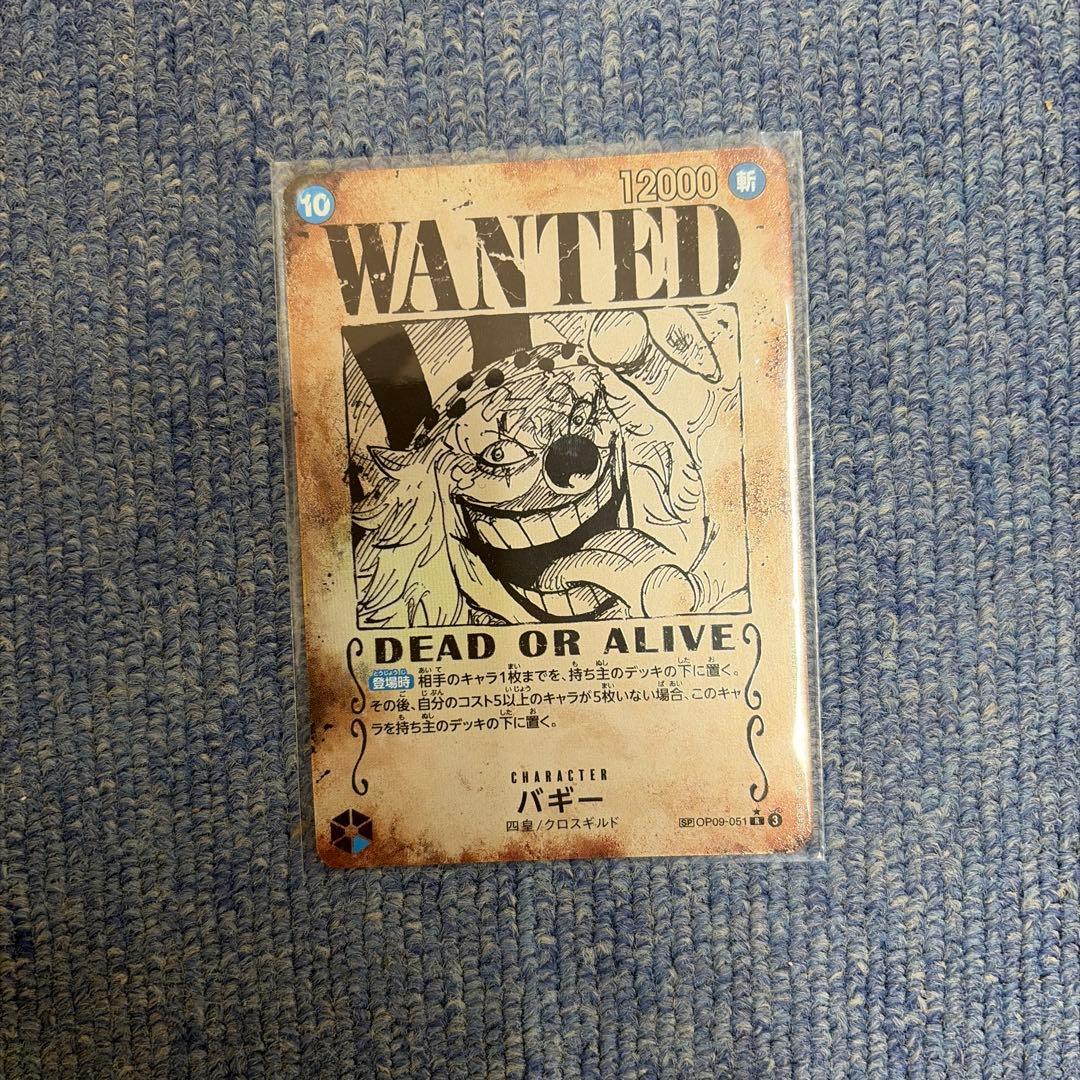 10 12000 斬
WANTED
DEAD OR ALIVE
登場時 相手のキャラ1枚までを、持ち主のデッキの下に置く。
その後、自分のコスト5以上のキャラが5枚いない場合、このキャ
ラを持ち主のデッキの下に置く。
CHARACTER
バギー
四皇/クロスギルド
SP OP09-051 R 3